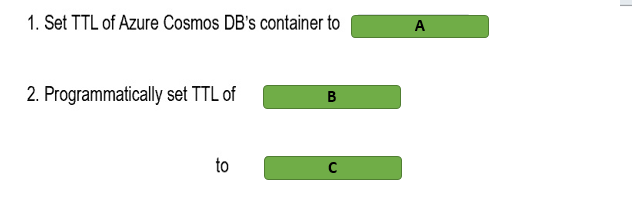 1. Set TTL of Azure Cosmos DB's container to A
2. Programmatically set TTL of B
to C